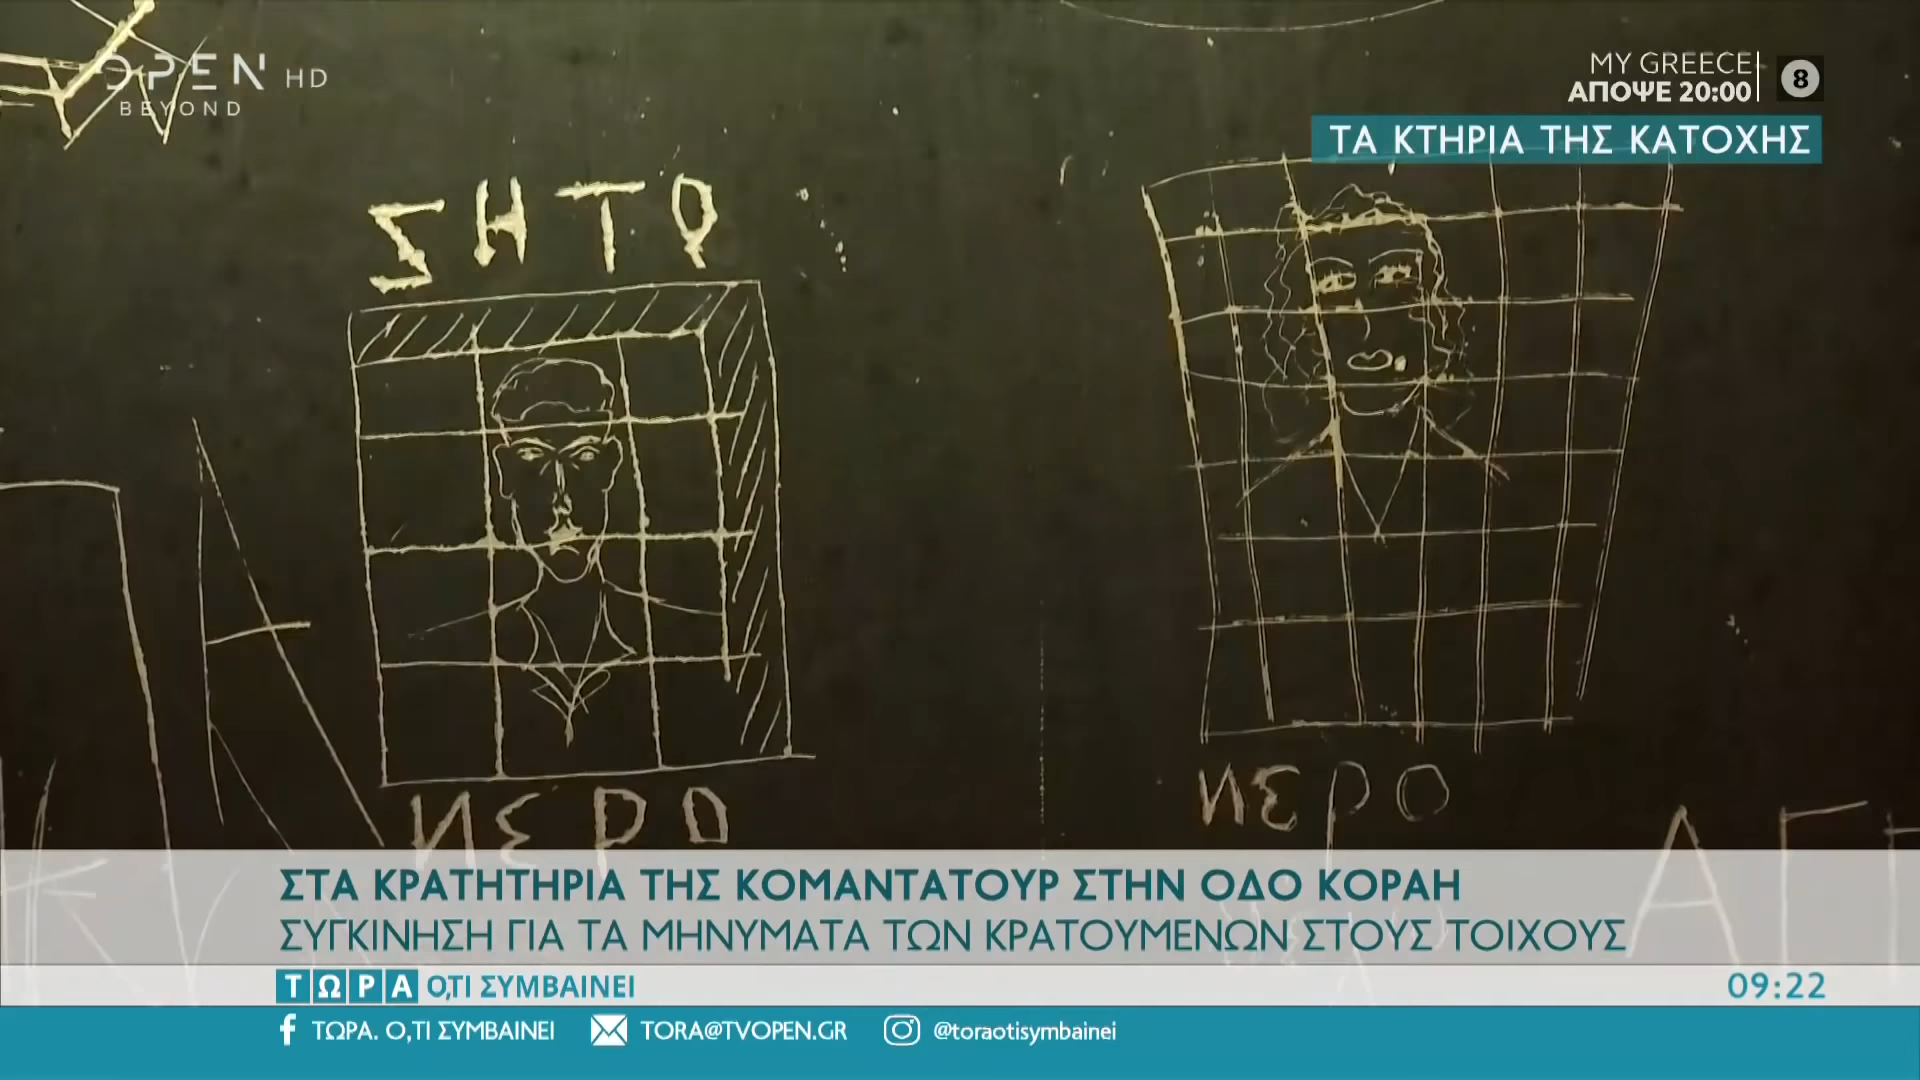 OPEN HD
BEYOND
MY GREECE
ΑΠΟΨΕ 20:00
8
ΤΑ ΚΤΗΡΙΑ ΤΗΣ ΚΑΤΟΧΗΣ
ΖΗΤΩ
ΝΕΡΟ
ΝΕΡΟ
ΣΤΑ ΚΡΑΤΗΤΗΡΙΑ ΤΗΣ ΚΟΜΑΝΤΑΤΟΥΡ ΣΤΗΝ ΟΔΟ ΚΟΡΑΗ
ΣΥΓΚΙΝΗΣΗ ΓΙΑ ΤΑ ΜΗΝΥΜΑΤΑ ΤΩΝ ΚΡΑΤΟΥΜΕΝΩΝ ΣΤΟΥΣ ΤΟΙΧΟΥΣ
ΤΩΡΑ Ο,ΤΙ ΣΥΜΒΑΙΝΕΙ
09:22
ΤΩΡΑ. Ο,ΤΙ ΣΥΜΒΑΙΝΕΙ TORA@TVOPEN.GR @toraotisymbainei